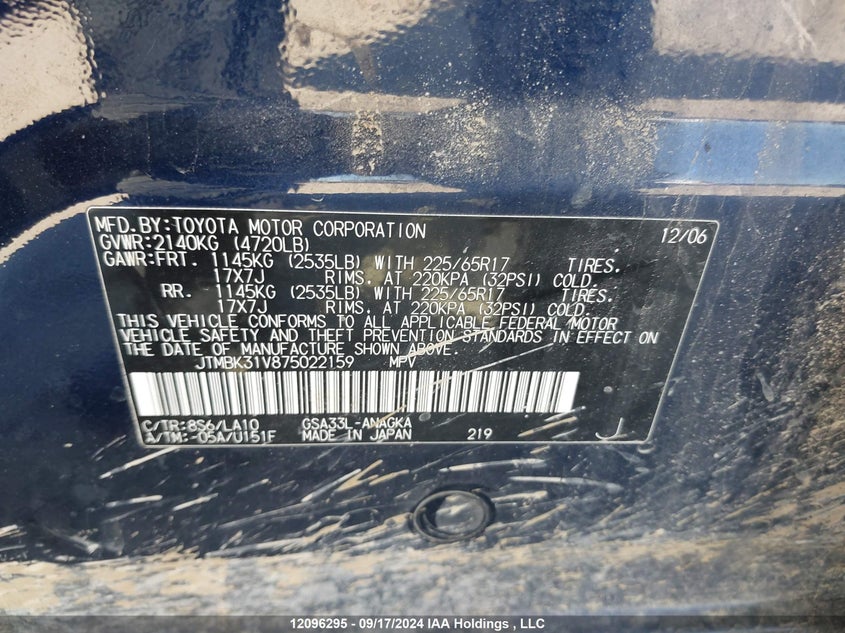 MFD.BY:TOYOTA MOTOR CORPORATION 12/06
GVWR:2140KG (4720LB)
GAWR:FRT. 1145KG (2535LB) WITH 225/65R17 TIRES.
17X7J RIMS. AT 220KPA (32PSI) COLD.
RR. 1145KG (2535LB) WITH 225/65R17 TIRES.
17X7J RIMS. AT 220KPA (32PSI) COLD.
THIS VEHICLE CONFORMS TO ALL APPLICABLE FEDERAL MOTOR
VEHICLE SAFETY AND THEFT PREVENTION STANDARDS IN EFFECT ON
THE DATE OF MANUFACTURE SHOWN ABOVE.
JTMBK31V875022159 MPV
C/TR:8S6/LA10 GSA33L-ANAGKA
A/TM:-05A/U151F MADE IN JAPAN 219 J
12096295 - 09/17/2024 IAA Holdings , LLC